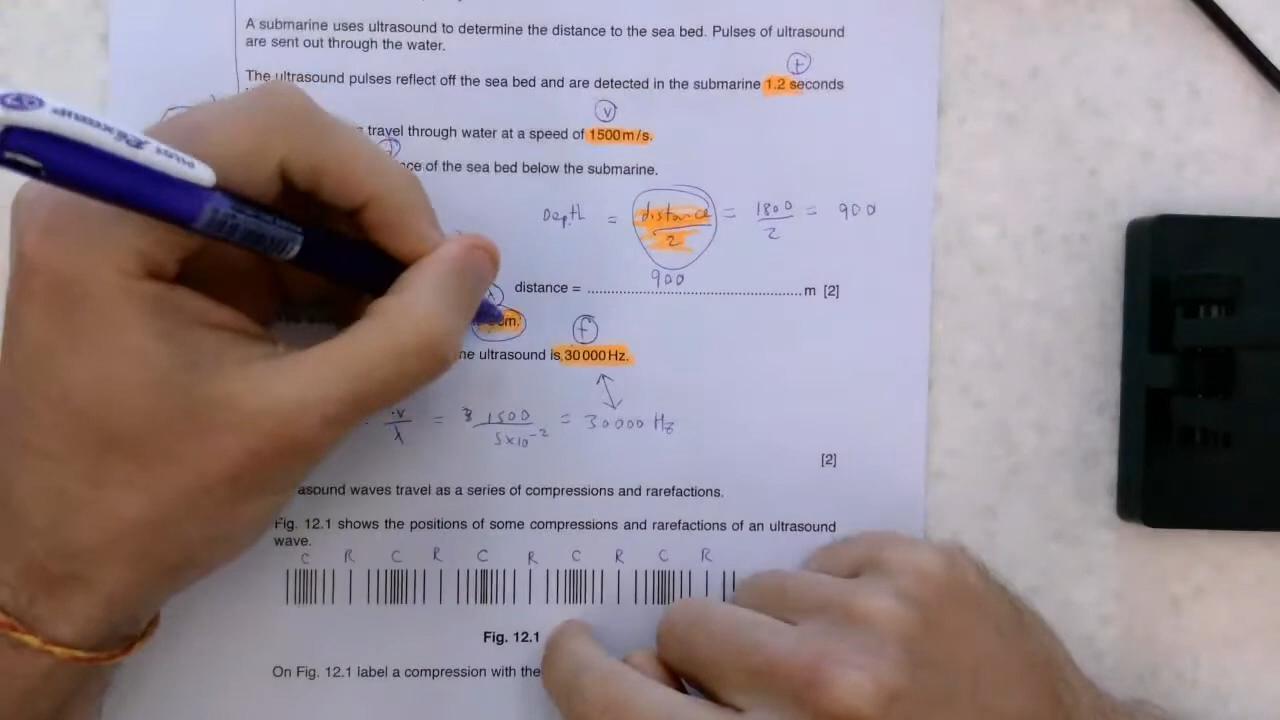 A submarine uses ultrasound to determine the distance to the sea bed. Pulses of ultrasound
are sent out through the water.
t
The ultrasound pulses reflect off the sea bed and are detected in the submarine 1.2 seconds
v
travel through water at a speed of 1500 m/s.
of the sea bed below the submarine.
Depth = distance/2 = 1800/2 = 900
900
distance = .......................................................... m [2]
cm.
f
ultrasound is 30 000 Hz.
v/λ = 1500/5x10⁻² = 30000 Hz
[2]
waves travel as a series of compressions and rarefactions.
Fig. 12.1 shows the positions of some compressions and rarefactions of an ultrasound
wave.
C R C R C R C R C R
Fig. 12.1
On Fig. 12.1 label a compression with the
PILOT